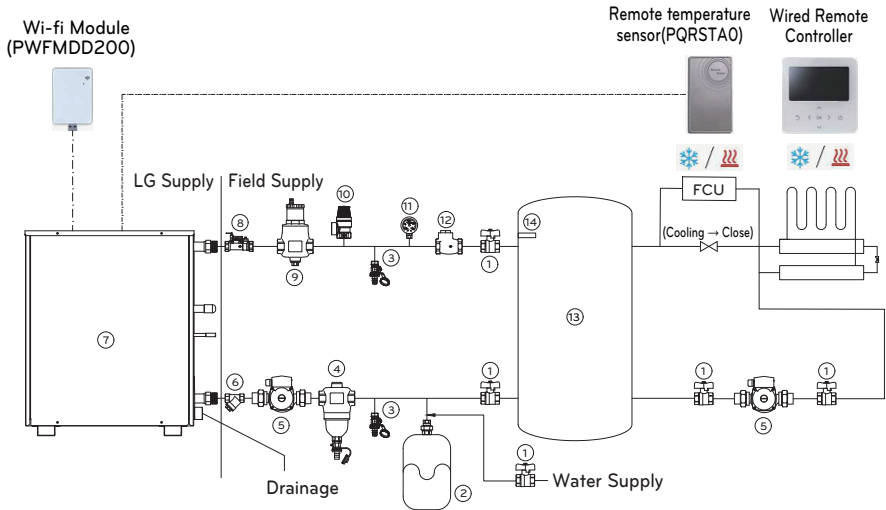 Wi-fi Module
(PWFMDD200)
Remote temperature
sensor(PQRSTA0)
Wired Remote
Controller
/
/
LG Supply
Field Supply
FCU
(Cooling → Close)
8
9
10
3
11
12
1
14
7
13
6
5
4
3
2
1
1
1
5
1
Drainage
Water Supply